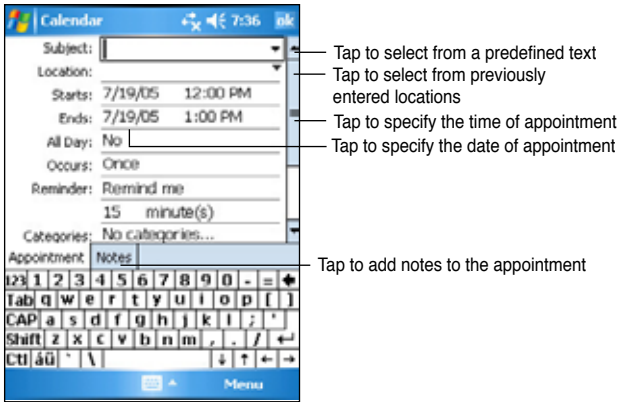 Calendar 7:36 ok
Subject:
Location:
Starts: 7/19/05 12:00 PM
Ends: 7/19/05 1:00 PM
All Day: No
Occurs: Once
Reminder: Remind me
15 minute(s)
Categories: No categories...
Appointment Notes
123 1 2 3 4 5 6 7 8 9 0 - =
Tab q w e r t y u i o p [ ]
CAP a s d f g h j k l ; '
Shift z x c v b n m , . /
Ctl áü ` \
Menu
Tap to select from a predefined text
Tap to select from previously
entered locations
Tap to specify the time of appointment
Tap to specify the date of appointment
Tap to add notes to the appointment